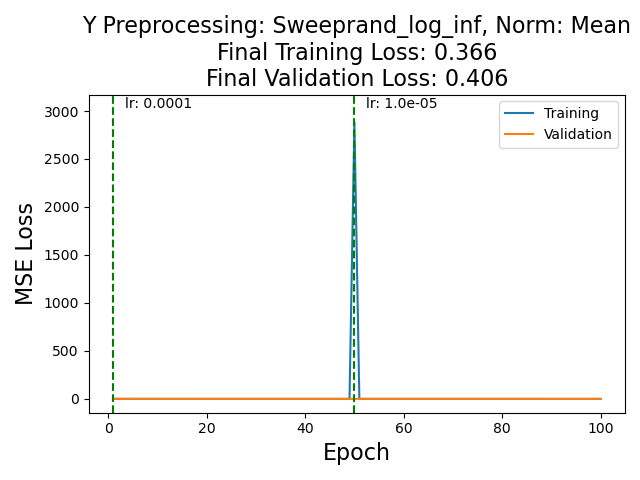 Y Preprocessing: Sweeprand_log_inf, Norm: Mean
Final Training Loss: 0.366
Final Validation Loss: 0.406
lr: 0.0001
lr: 1.0e-05
Training
Validation
3000
2500
2000
1500
1000
500
0
MSE Loss
0 20 40 60 80 100
Epoch